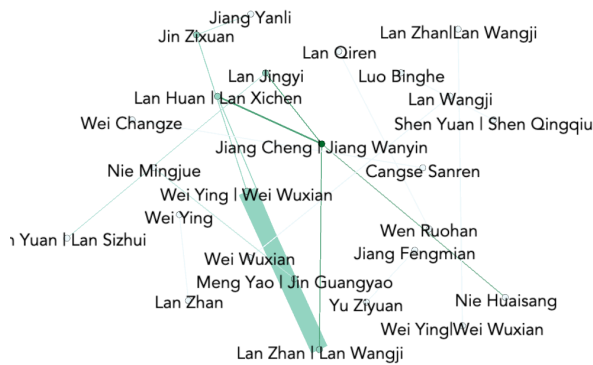 Jiang Yanli
Jin Zixuan
Lan Zhan|Lan Wangji
Lan Qiren
Lan Jingyi
Luo Binghe
Lan Huan | Lan Xichen
Lan Wangji
Wei Changze
Shen Yuan | Shen Qingqiu
Jiang Cheng | Jiang Wanyin
Nie Mingjue
Cangse Sanren
Wei Ying | Wei Wuxian
Wei Ying
Wen Ruohan
n Yuan | Lan Sizhui
Jiang Fengmian
Wei Wuxian
Meng Yao | Jin Guangyao
Lan Zhan
Yu Ziyuan
Nie Huaisang
Wei Ying|Wei Wuxian
Lan Zhan | Lan Wangji